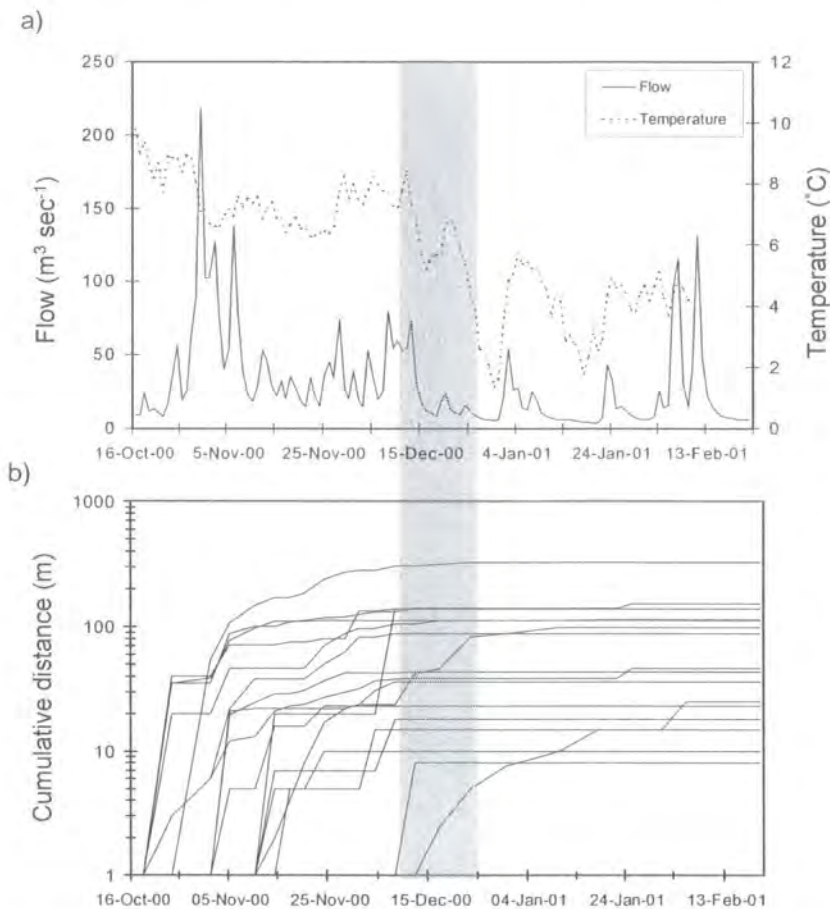 a)
250
200
150
100
50
0
Flow (m³ sec⁻¹)
12
10
8
6
4
2
0
Temperature (˚C)
Flow
Temperature
16-Oct-00 5-Nov-00 25-Nov-00 15-Dec-00 4-Jan-01 24-Jan-01 13-Feb-01
b)
1000
100
10
1
Cumulative distance (m)
16-Oct-00 05-Nov-00 25-Nov-00 15-Dec-00 04-Jan-01 24-Jan-01 13-Feb-01